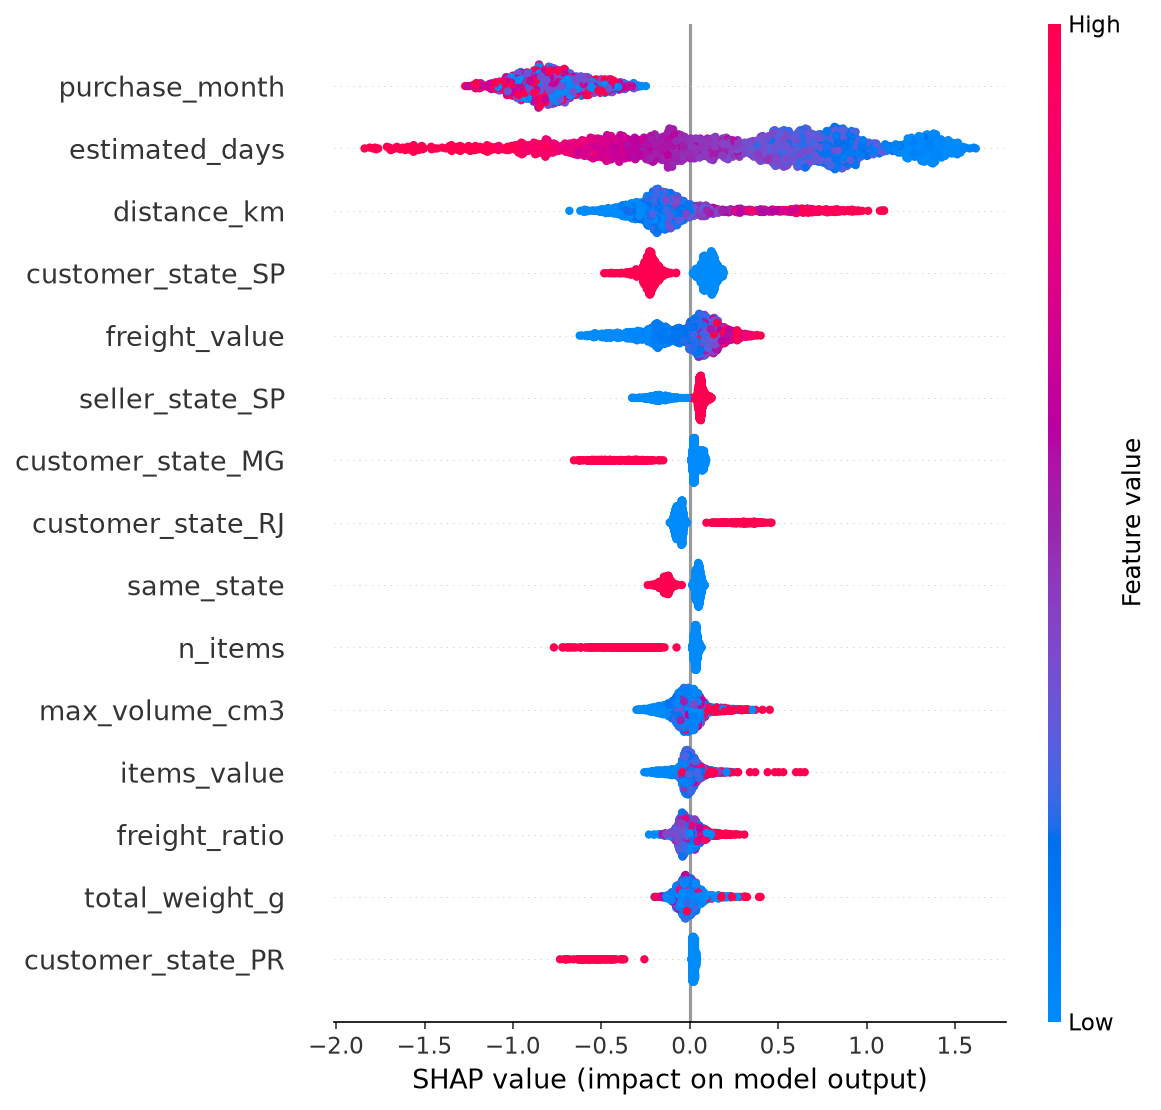 High
purchase_month
estimated_days
distance_km
customer_state_SP
freight_value
seller_state_SP
customer_state_MG
customer_state_RJ
same_state
n_items
max_volume_cm3
items_value
freight_ratio
total_weight_g
customer_state_PR
Feature value
Low
−2.0 −1.5 −1.0 −0.5 0.0 0.5 1.0 1.5
SHAP value (impact on model output)